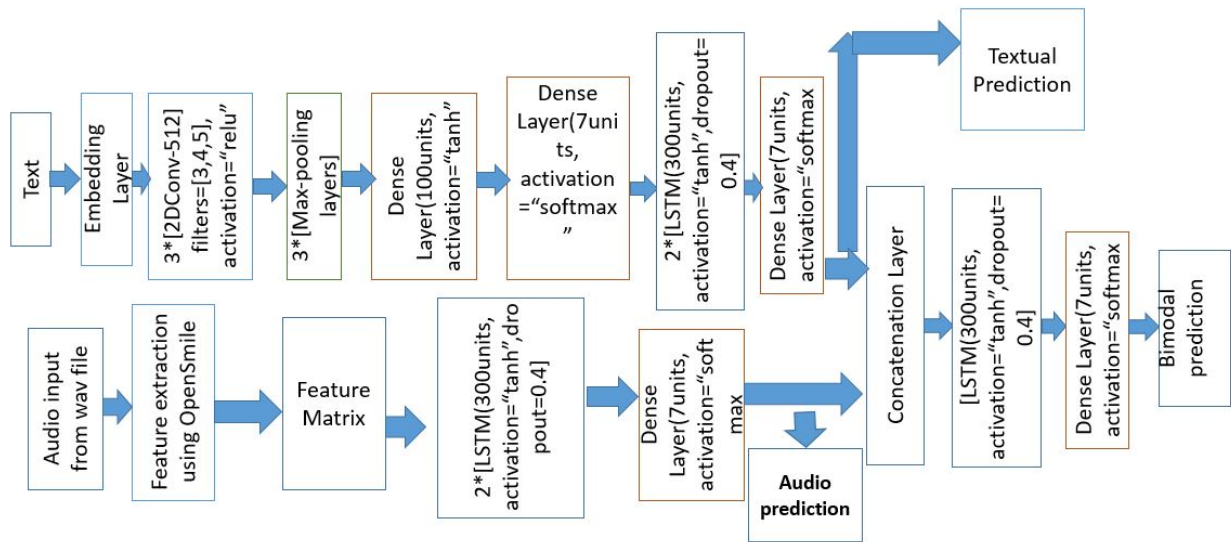 Text
Embedding
Layer
3*[2DConv-512]
filters=[3,4,5],
activation=“relu”
3*[Max-pooling
layers]
Dense
Layer(100units,
activation=“tanh”
Dense
Layer(7uni
ts,
activation
=“softmax
”
2*[LSTM(300units,
activation=“tanh”,dropout=
0.4]
Dense Layer(7units,
activation=“softmax
Textual
Prediction
Audio input
from wav file
Feature extraction
using OpenSmile
Feature
Matrix
2*[LSTM(300units,
activation=“tanh”,dro
pout=0.4]
Dense
Layer(7units,
activation=“soft
max
Audio
prediction
Concatenation Layer
[LSTM(300units,
activation=“tanh”,dropout=
0.4]
Dense Layer(7units,
activation=“softmax
Bimodal
prediction